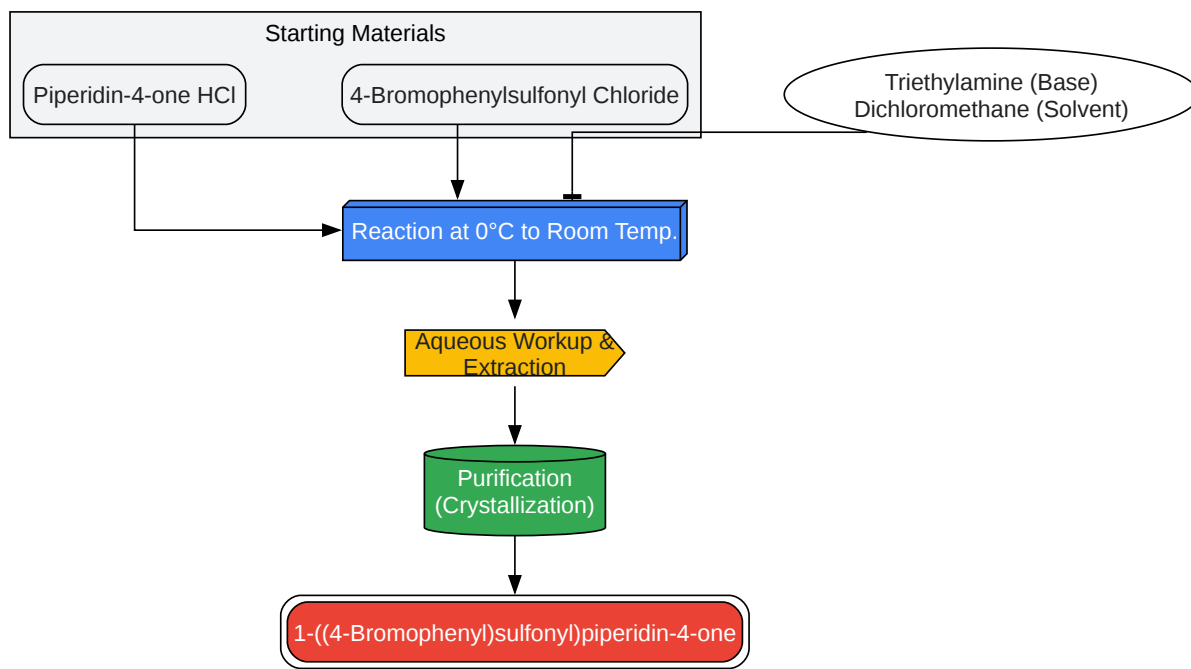 Starting Materials
Piperidin-4-one HCl
4-Bromophenylsulfonyl Chloride
Triethylamine (Base)
Dichloromethane (Solvent)
Reaction at 0°C to Room Temp.
Aqueous Workup &
Extraction
Purification
(Crystallization)
1-((4-Bromophenyl)sulfonyl)piperidin-4-one